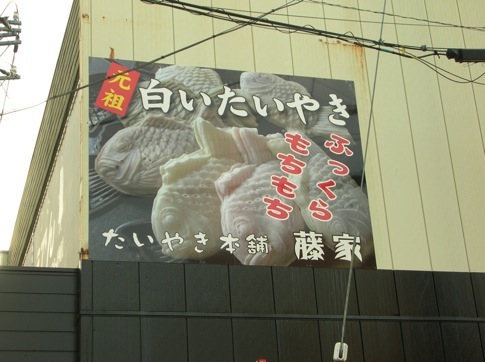 元祖
白いたいやき
ふっくら
もちもち
たいやき本舗 藤家